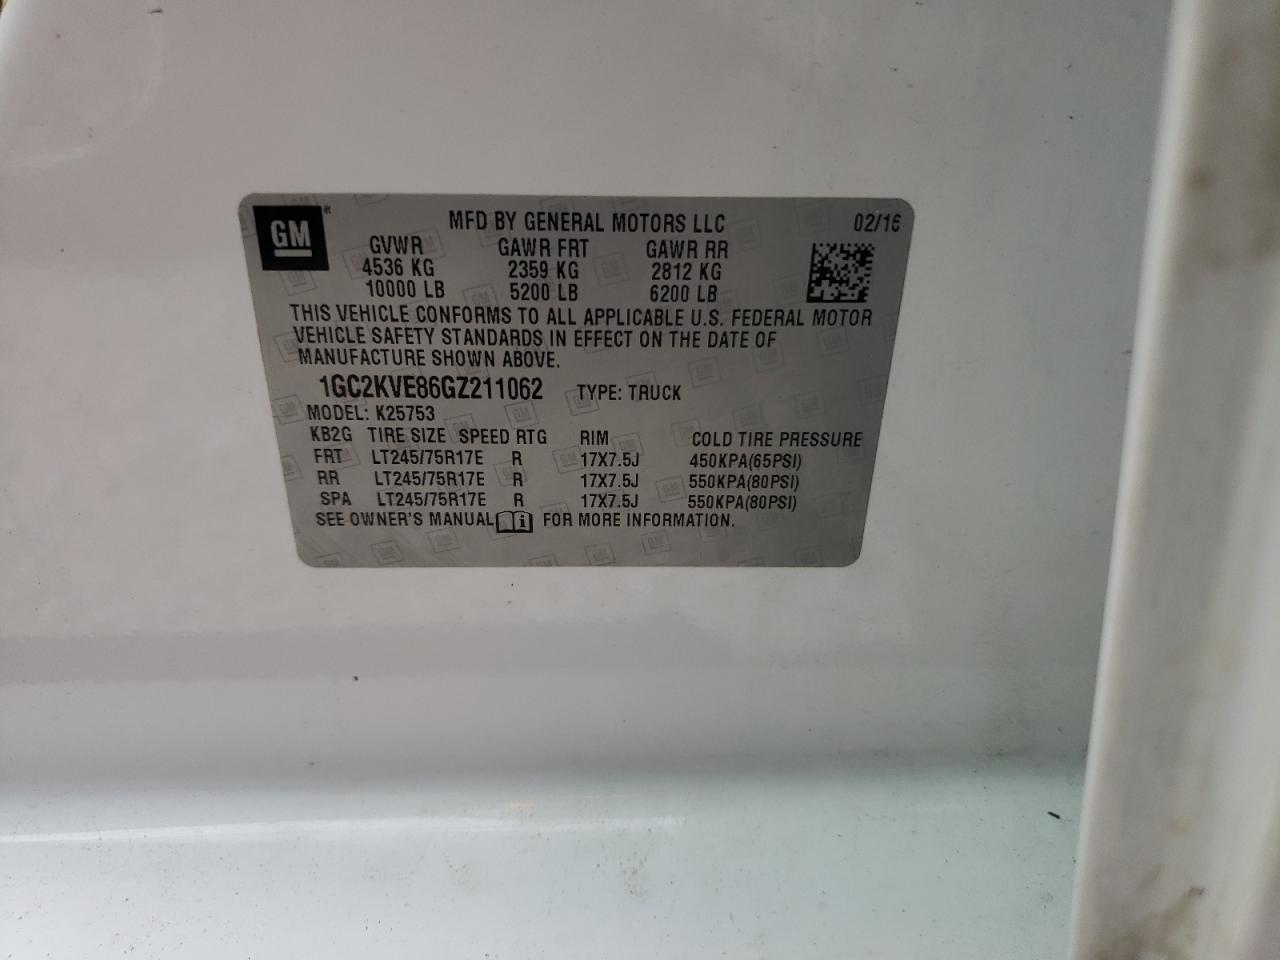 GM ®
MFD BY GENERAL MOTORS LLC 02/16
GVWR GAWR FRT GAWR RR
4536 KG 2359 KG 2812 KG
10000 LB 5200 LB 6200 LB
THIS VEHICLE CONFORMS TO ALL APPLICABLE U.S. FEDERAL MOTOR
VEHICLE SAFETY STANDARDS IN EFFECT ON THE DATE OF
MANUFACTURE SHOWN ABOVE.
1GC2KVE86GZ211062 TYPE: TRUCK
MODEL: K25753
KB2G TIRE SIZE SPEED RTG RIM COLD TIRE PRESSURE
FRT LT245/75R17E R 17X7.5J 450KPA(65PSI)
RR LT245/75R17E R 17X7.5J 550KPA(80PSI)
SPA LT245/75R17E R 17X7.5J 550KPA(80PSI)
SEE OWNER'S MANUAL FOR MORE INFORMATION.